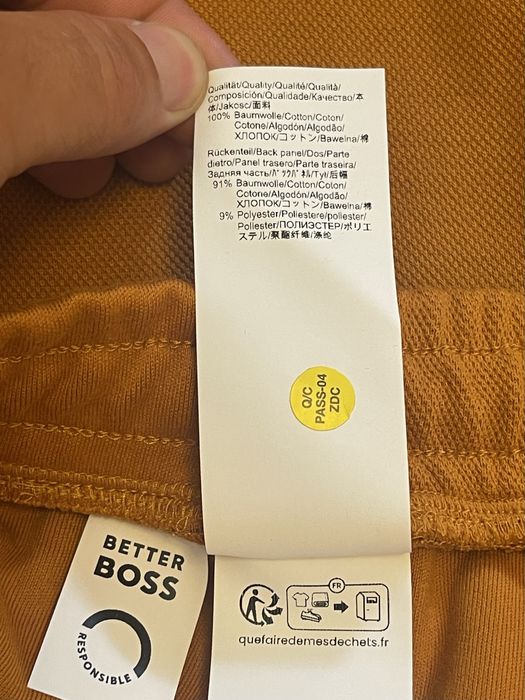 Qualität/Quality/Qualité/Qualità/
Composición/Qualidade/Качество/本
体/Jakość/面料
100% Baumwolle/Cotton/Coton/
Cotone/Algodón/Algodão/
ХЛОПОК/コットン/Bawełna/棉
Rückenteil/Back panel/Dos/Parte
dietro/Panel trasero/Parte traseira/
Задняя часть/ﾊﾞｯｸﾊﾟﾈﾙ/Tył/后幅
91% Baumwolle/Cotton/Coton/
Cotone/Algodón/Algodão/
ХЛОПОК/コットン/Bawełna/棉
9% Polyester/Poliestere/poliester/
Poliester/ПОЛИЭСТЕР/ポリエ
ステル/聚酯纤维/涤纶
Q/C
PASS-04
ZDC
BETTER
BOSS
RESPONSIBLE
FR
quefairedemesdechets.fr